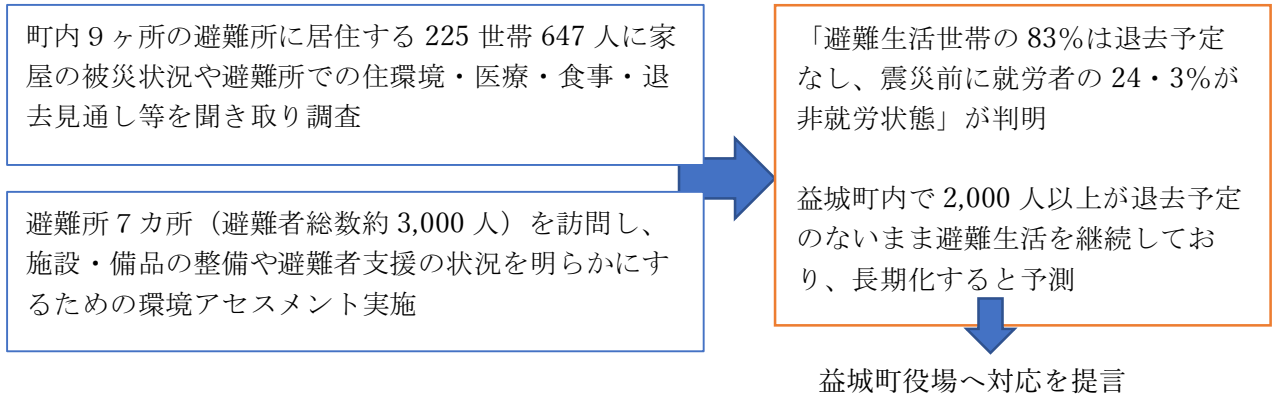 町内９ヶ所の避難所に居住する 225 世帯 647 人に家
屋の被災状況や避難所での住環境・医療・食事・退
去見通し等を聞き取り調査
避難所７カ所（避難者総数約 3,000 人）を訪問し、
施設・備品の整備や避難者支援の状況を明らかにす
るための環境アセスメント実施
「避難生活世帯の 83％は退去予定
なし、震災前に就労者の 24・3％が
非就労状態」が判明
益城町内で 2,000 人以上が退去予定
のないまま避難生活を継続してお
り、長期化すると予測
益城町役場へ対応を提言